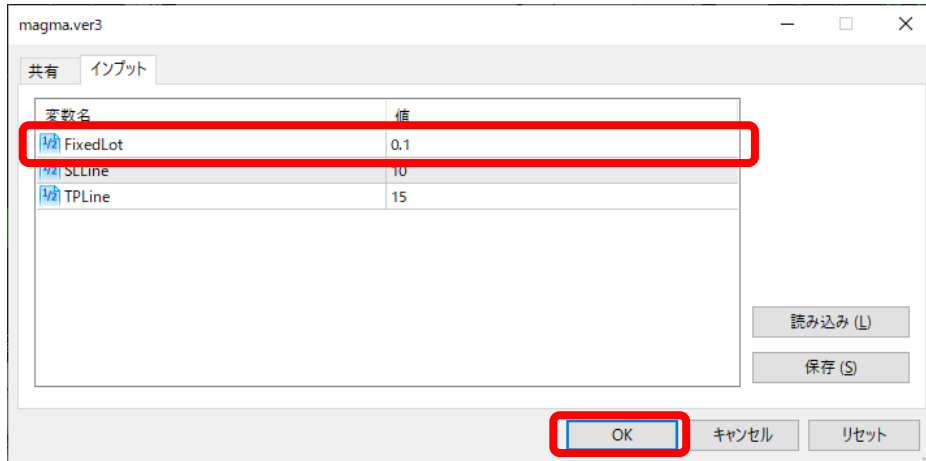 magma.ver3
共有 インプット
変数名 値
FixedLot 0.1
SLLine 10
TPLine 15
読み込み (L)
保存 (S)
OK キャンセル リセット